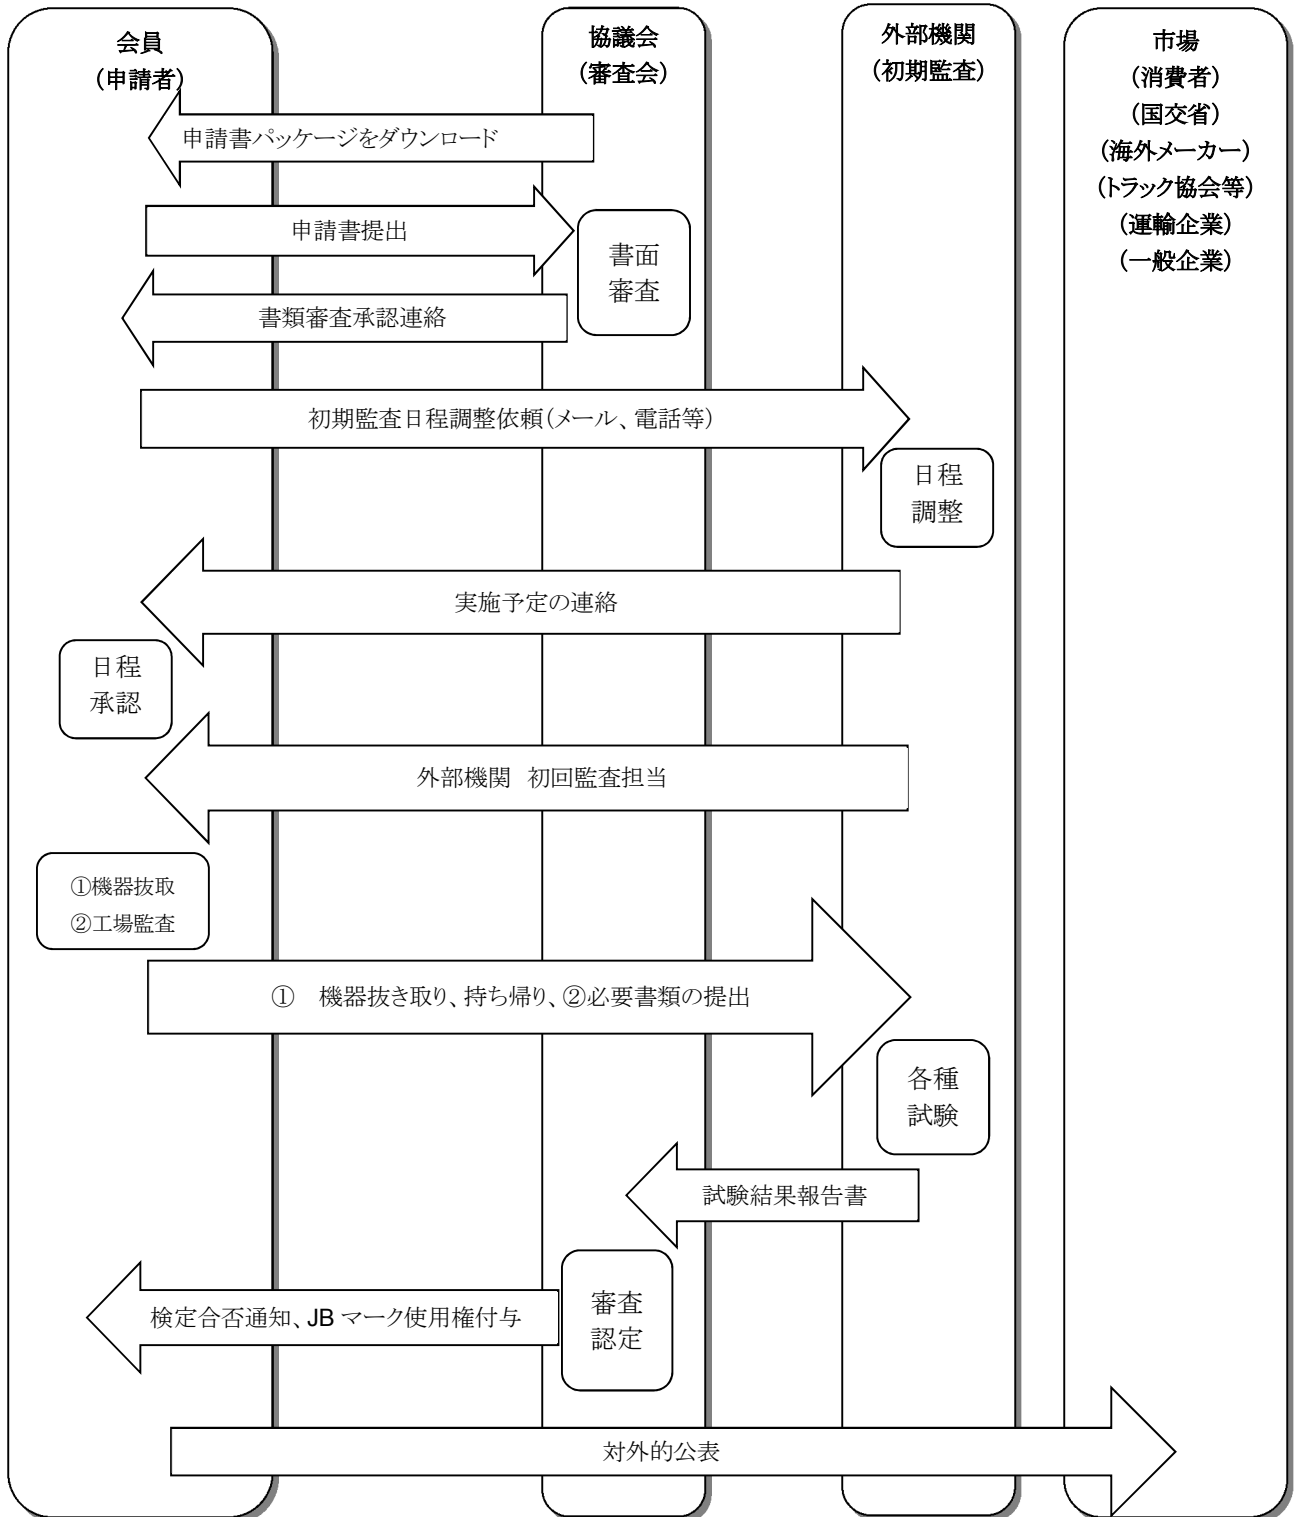 会員
(申請者)
協議会
(審査会)
外部機関
(初期監査)
市場
(消費者)
(国交省)
(海外メーカー)
(トラック協会等)
(運輸企業)
(一般企業)
申請書パッケージをダウンロード
申請書提出
書面
審査
書類審査承認連絡
初期監査日程調整依頼(メール、電話等)
日程
調整
実施予定の連絡
日程
承認
外部機関 初回監査担当
①機器抜取
②工場監査
① 機器抜き取り、持ち帰り、②必要書類の提出
各種
試験
試験結果報告書
審査
認定
検定合否通知、JB マーク使用権付与
対外的公表